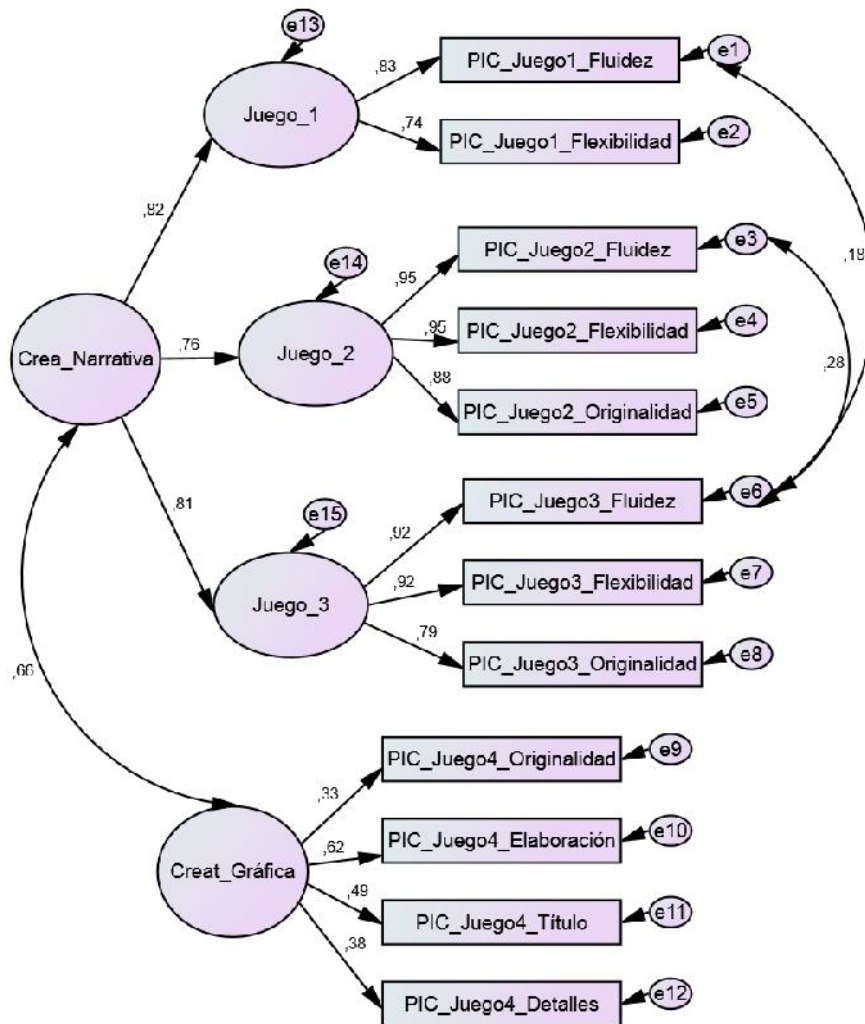 e13
PIC_Juego1_Fluidez
e1
,83
Juego_1
,74
PIC_Juego1_Flexibilidad
e2
,82
e14
PIC_Juego2_Fluidez
e3
,18
,95
Crea_Narrativa
,76
Juego_2
,95
PIC_Juego2_Flexibilidad
e4
,28
,88
PIC_Juego2_Originalidad
e5
,81
e15
PIC_Juego3_Fluidez
e6
,92
Juego_3
,92
PIC_Juego3_Flexibilidad
e7
,79
PIC_Juego3_Originalidad
e8
,66
PIC_Juego4_Originalidad
e9
,33
Creat_Gráfica
,62
PIC_Juego4_Elaboración
e10
,49
PIC_Juego4_Título
e11
,38
PIC_Juego4_Detalles
e12